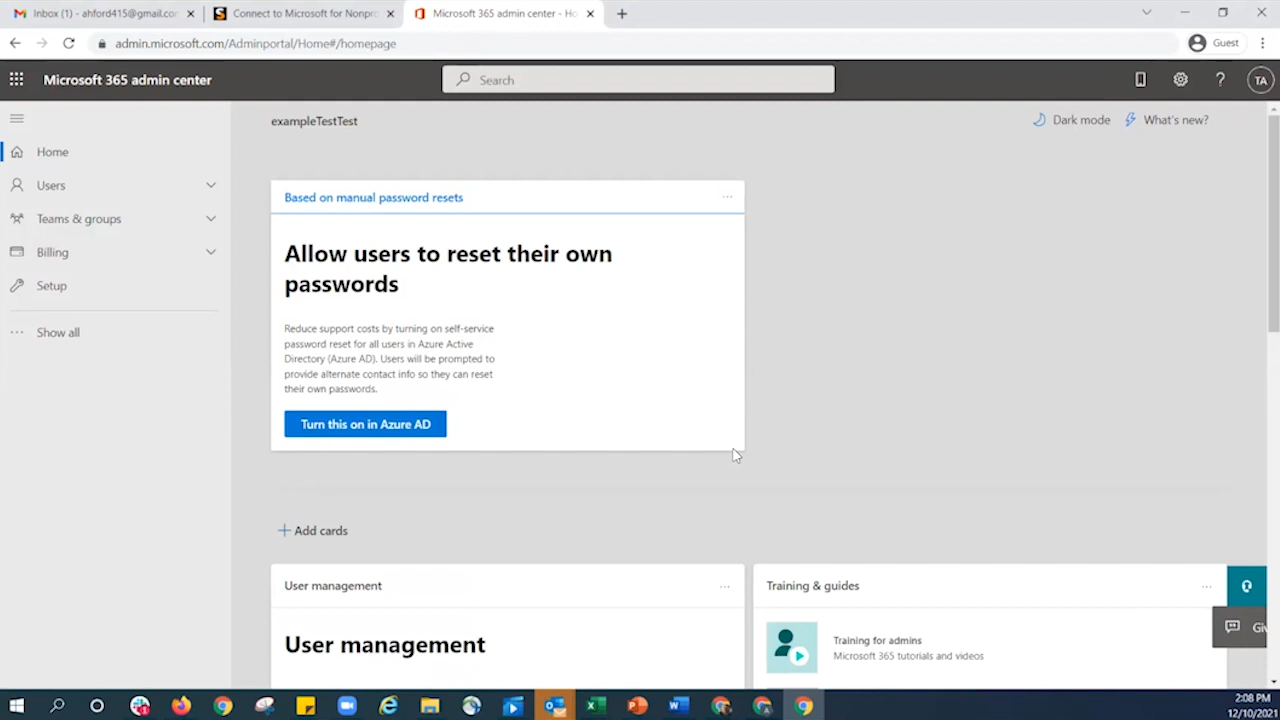 Inbox (1) - ahford415@gmail.con
Connect to Microsoft for Nonpro
Microsoft 365 admin center - Ho
admin.microsoft.com/Adminportal/Home#/homepage
Guest
Microsoft 365 admin center
Search
TA
exampleTestTest
Dark mode
What's new?
Home
Users
Teams & groups
Billing
Setup
Show all
Based on manual password resets
Allow users to reset their own
passwords
Reduce support costs by turning on self-service
password reset for all users in Azure Active
Directory (Azure AD). Users will be prompted to
provide alternate contact info so they can reset
their own passwords.
Turn this on in Azure AD
Add cards
User management
Training & guides
User management
Training for admins
Microsoft 365 tutorials and videos
Giv
2:08 PM
12/10/2021